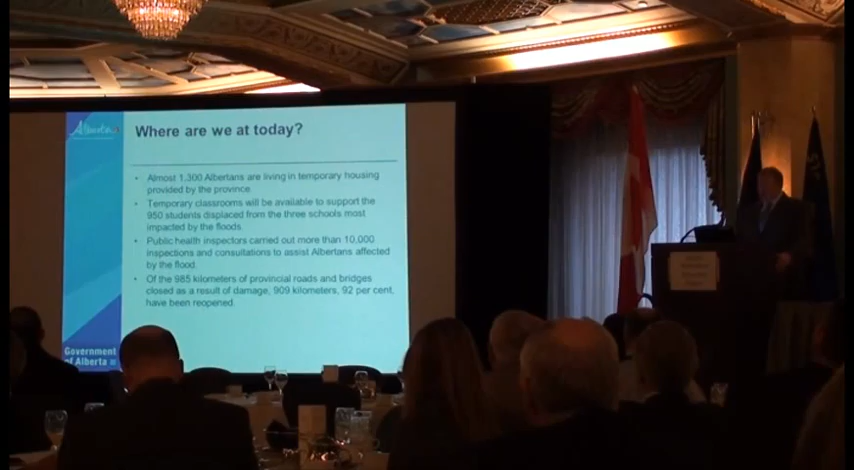 Alberta
Where are we at today?
• Almost 1,300 Albertans are living in temporary housing
provided by the province.
• Temporary classrooms will be available to support the
950 students displaced from the three schools most
impacted by the floods.
• Public health inspectors carried out more than 10,000
inspections and consultations to assist Albertans affected
by the flood.
• Of the 985 kilometers of provincial roads and bridges
closed as a result of damage, 909 kilometers, 92 per cent,
have been reopened.
Government
of Alberta